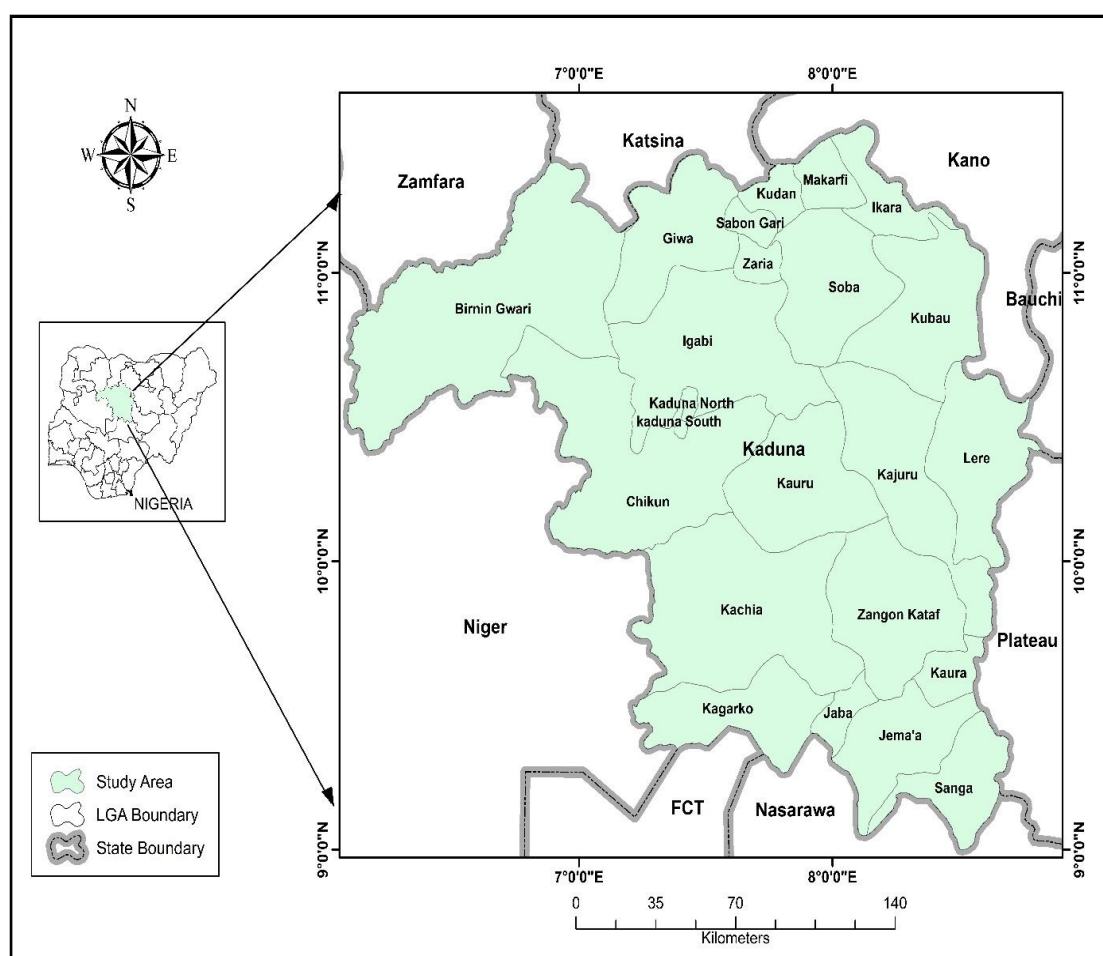 7°0'0"E
8°0'0"E
N
W
E
S
Katsina
Kano
Zamfara
Makarfi
Kudan
Ikara
Sabon Gari
Giwa
Zaria
11°0'0"N
11°0'0"N
Soba
Bauchi
Birnin Gwari
Kubau
Igabi
Kaduna North
kaduna South
Kaduna
Lere
Kajuru
Kauru
Chikun
NIGERIA
10°0'0"N
10°0'0"N
Kachia
Zangon Kataf
Niger
Plateau
Kaura
Kagarko
Jaba
Jema'a
Sanga
Study Area
LGA Boundary
State Boundary
FCT
Nasarawa
9°0'0"N
9°0'0"N
7°0'0"E
8°0'0"E
0 35 70 140
Kilometers